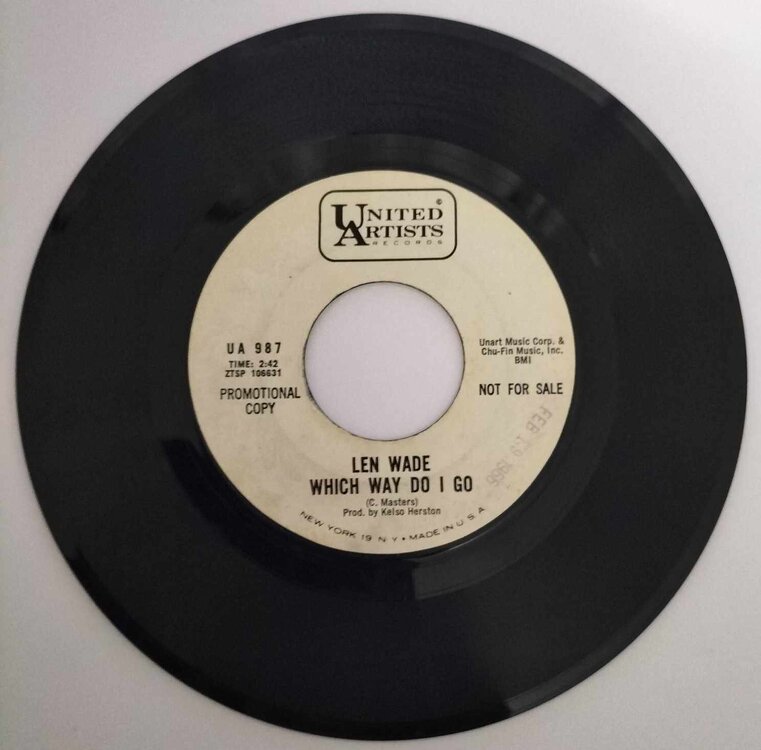 UNITED ©
ARTISTS
RECORDS
UA 987
TIME: 2:42
ZTSP 106631
PROMOTIONAL
COPY
Unart Music Corp. &
Chu-Fin Music, Inc.
BMI
NOT FOR SALE
FEB 1966
LEN WADE
WHICH WAY DO I GO
(C. Masters)
Prod. by Kelso Herston
NEW YORK 19 N Y • MADE IN U S A